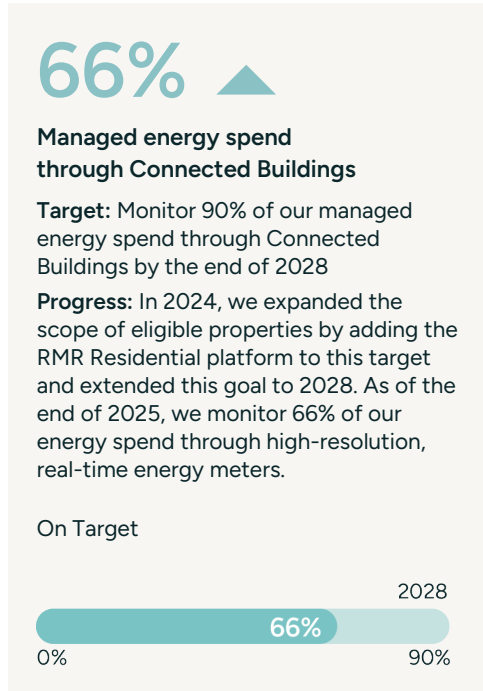 66%
Managed energy spend
through Connected Buildings
Target: Monitor 90% of our managed
energy spend through Connected
Buildings by the end of 2028
Progress: In 2024, we expanded the
scope of eligible properties by adding the
RMR Residential platform to this target
and extended this goal to 2028. As of the
end of 2025, we monitor 66% of our
energy spend through high-resolution,
real-time energy meters.
On Target
2028
66%
0% 90%